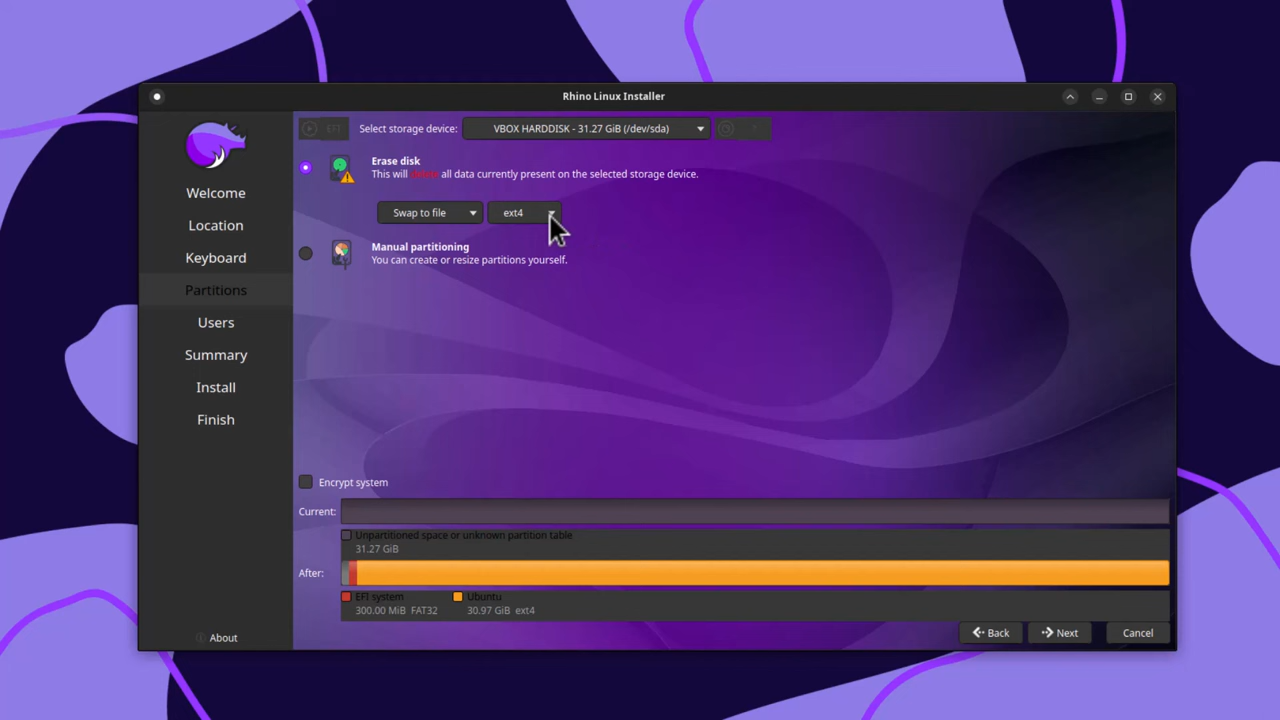 Rhino Linux Installer
EFI
Select storage device:
VBOX HARDDISK - 31.27 GiB (/dev/sda)
Welcome
Location
Keyboard
Partitions
Users
Summary
Install
Finish
About
Erase disk
This will delete all data currently present on the selected storage device.
Swap to file
ext4
Manual partitioning
You can create or resize partitions yourself.
Encrypt system
Current:
Unpartitioned space or unknown partition table
31.27 GiB
After:
EFI system
300.00 MiB FAT32
Ubuntu
30.97 GiB ext4
Back
Next
Cancel